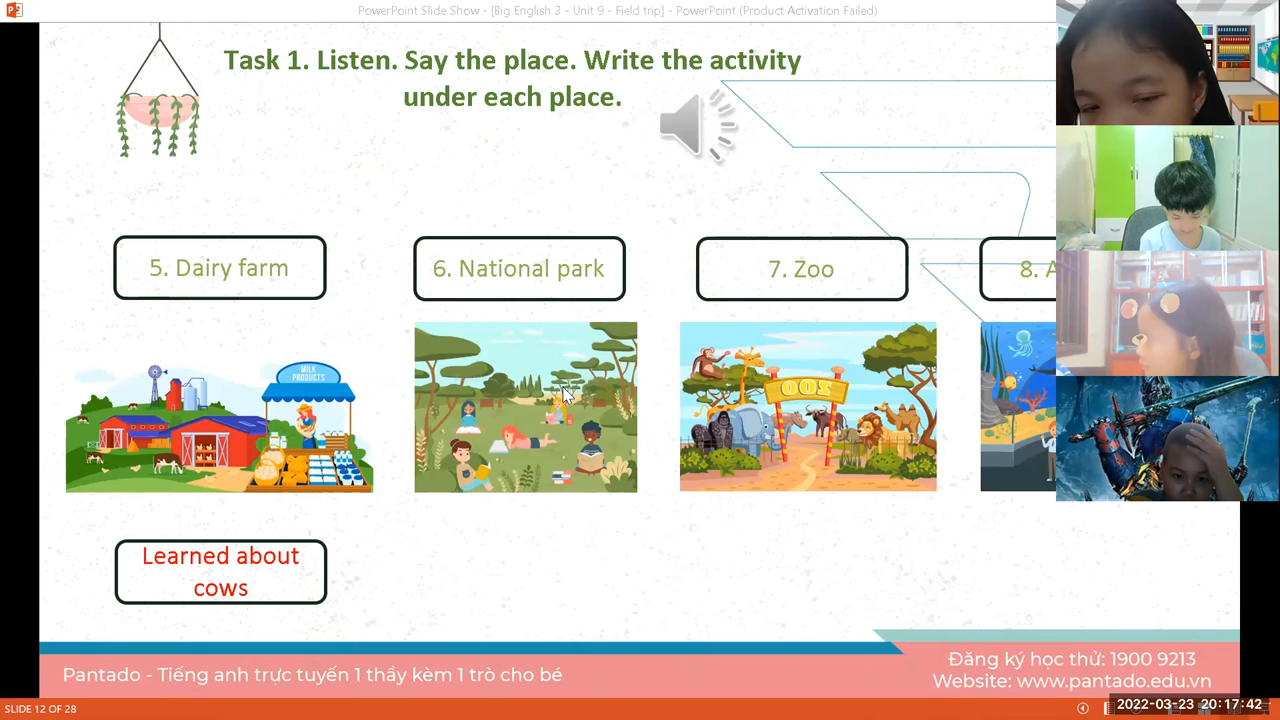 PowerPoint Slide Show - [Big English 3 - Unit 9 - Field trip] - PowerPoint (Product Activation Failed)
Task 1. Listen. Say the place. Write the activity
under each place.
5. Dairy farm
6. National park
7. Zoo
8. A
MILK
PRODUCTS
ZOO
Learned about
cows
Pantado - Tiếng anh trực tuyến 1 thầy kèm 1 trò cho bé
Đăng ký học thử: 1900 9213
Website: www.pantado.edu.vn
SLIDE 12 OF 28
2022-03-23 20:17:42